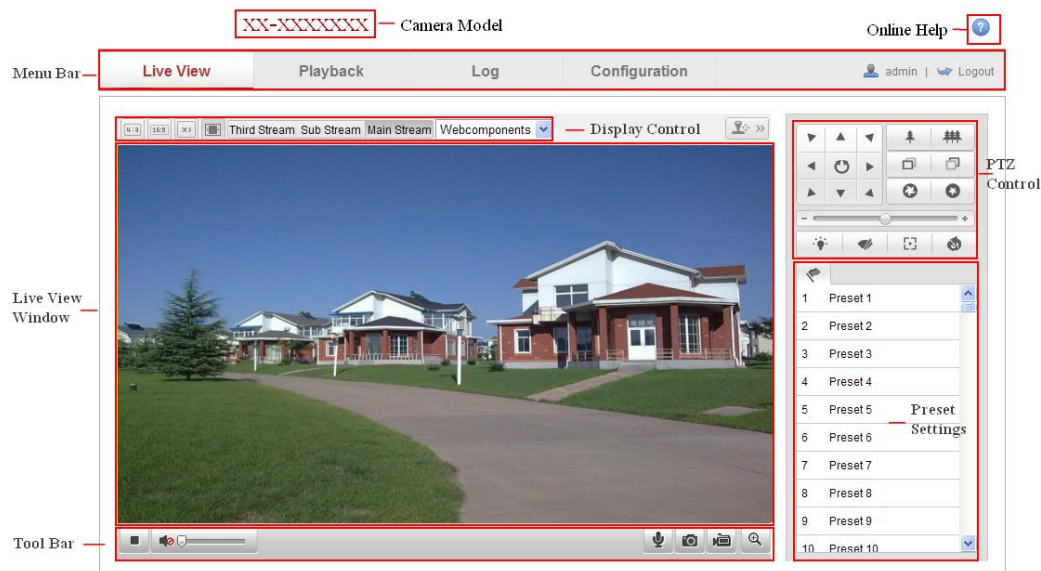 XX-XXXXXXX Camera Model
Online Help ?
Menu Bar
Live View Playback Log Configuration admin | Logout
4:3 16:9 X1 Third Stream Sub Stream Main Stream Webcomponents
Display Control
PTZ
Control
Live View
Window
1 Preset 1
2 Preset 2
3 Preset 3
4 Preset 4
5 Preset 5
6 Preset 6
7 Preset 7
8 Preset 8
9 Preset 9
10 Preset 10
Preset
Settings
Tool Bar